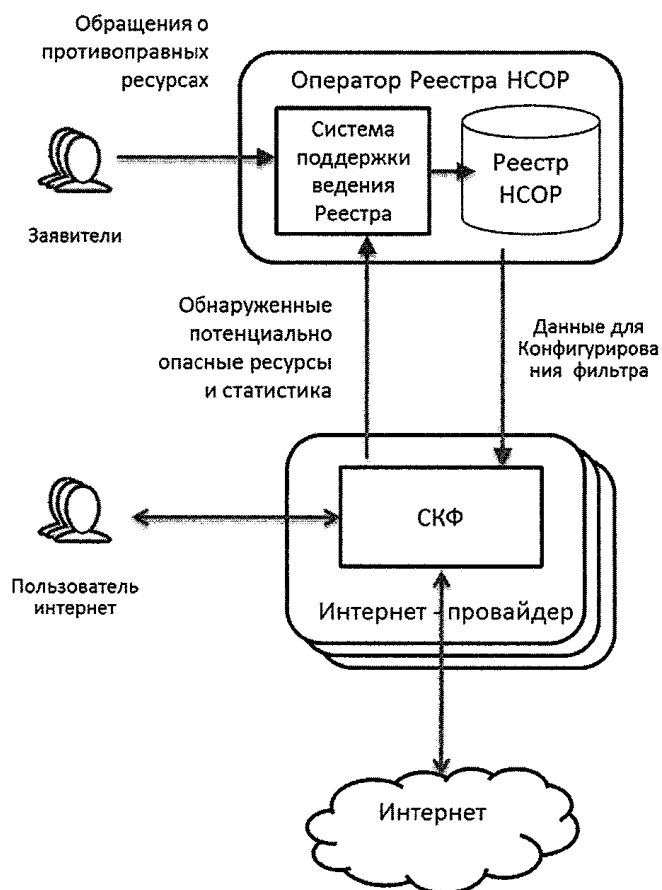 Обращения о
противоправных
ресурсах
Оператор Реестра НСОР
Система
поддержки
ведения
Реестра
Реестр
НСОР
Заявители
Обнаруженные
потенциально
опасные ресурсы
и статистика
Данные для
Конфигурирова
ния фильтра
СКФ
Пользователь
интернет
Интернет - провайдер
Интернет